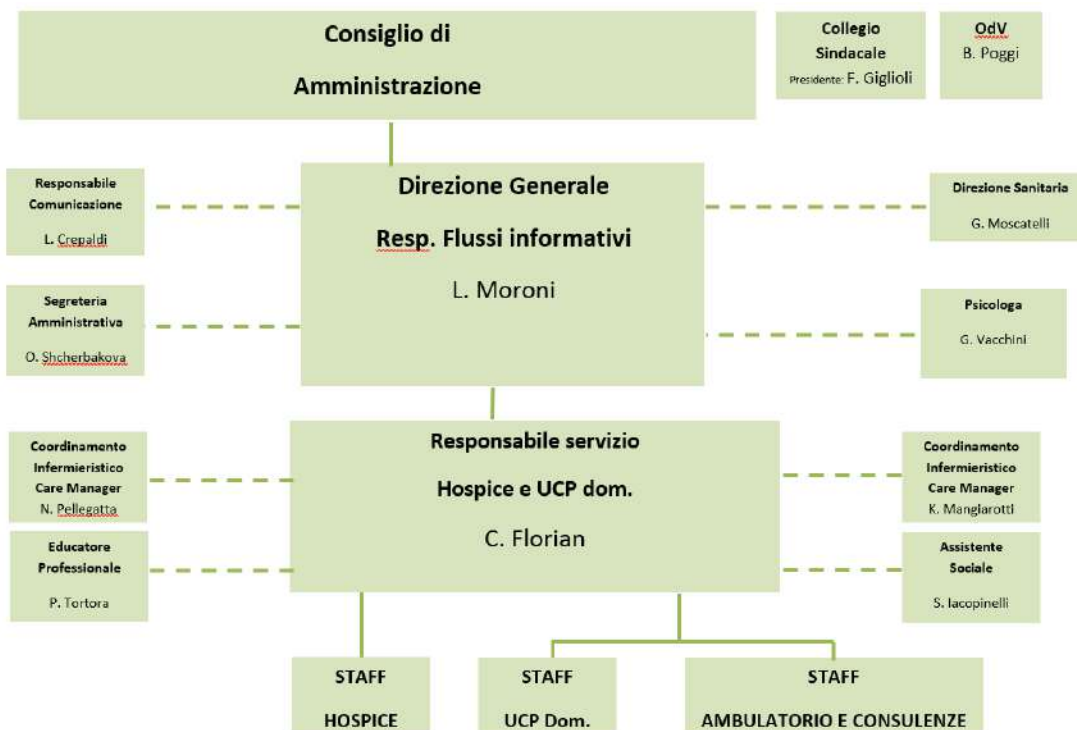 Consiglio di
Amministrazione
Collegio
Sindacale
Presidente: F. Giglioli
OdV
B. Poggi
Responsabile
Comunicazione
L. Crepaldi
Direzione Generale
Resp. Flussi informativi
L. Moroni
Direzione Sanitaria
G. Moscatelli
Segreteria
Amministrativa
O. Shcherbakova
Psicologa
G. Vacchini
Coordinamento
Infermieristico
Care Manager
N. Pellegatta
Responsabile servizio
Hospice e UCP dom.
C. Florian
Coordinamento
Infermieristico
Care Manager
K. Mangiarotti
Educatore
Professionale
P. Tortora
Assistente
Sociale
S. Iacopinelli
STAFF
HOSPICE
STAFF
UCP Dom.
STAFF
AMBULATORIO E CONSULENZE